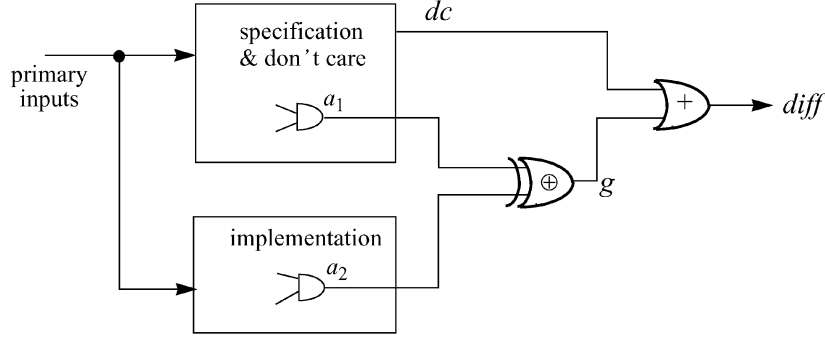 dc
specification
& don't care
primary
inputs
a1
+
diff
⊕
g
implementation
a2